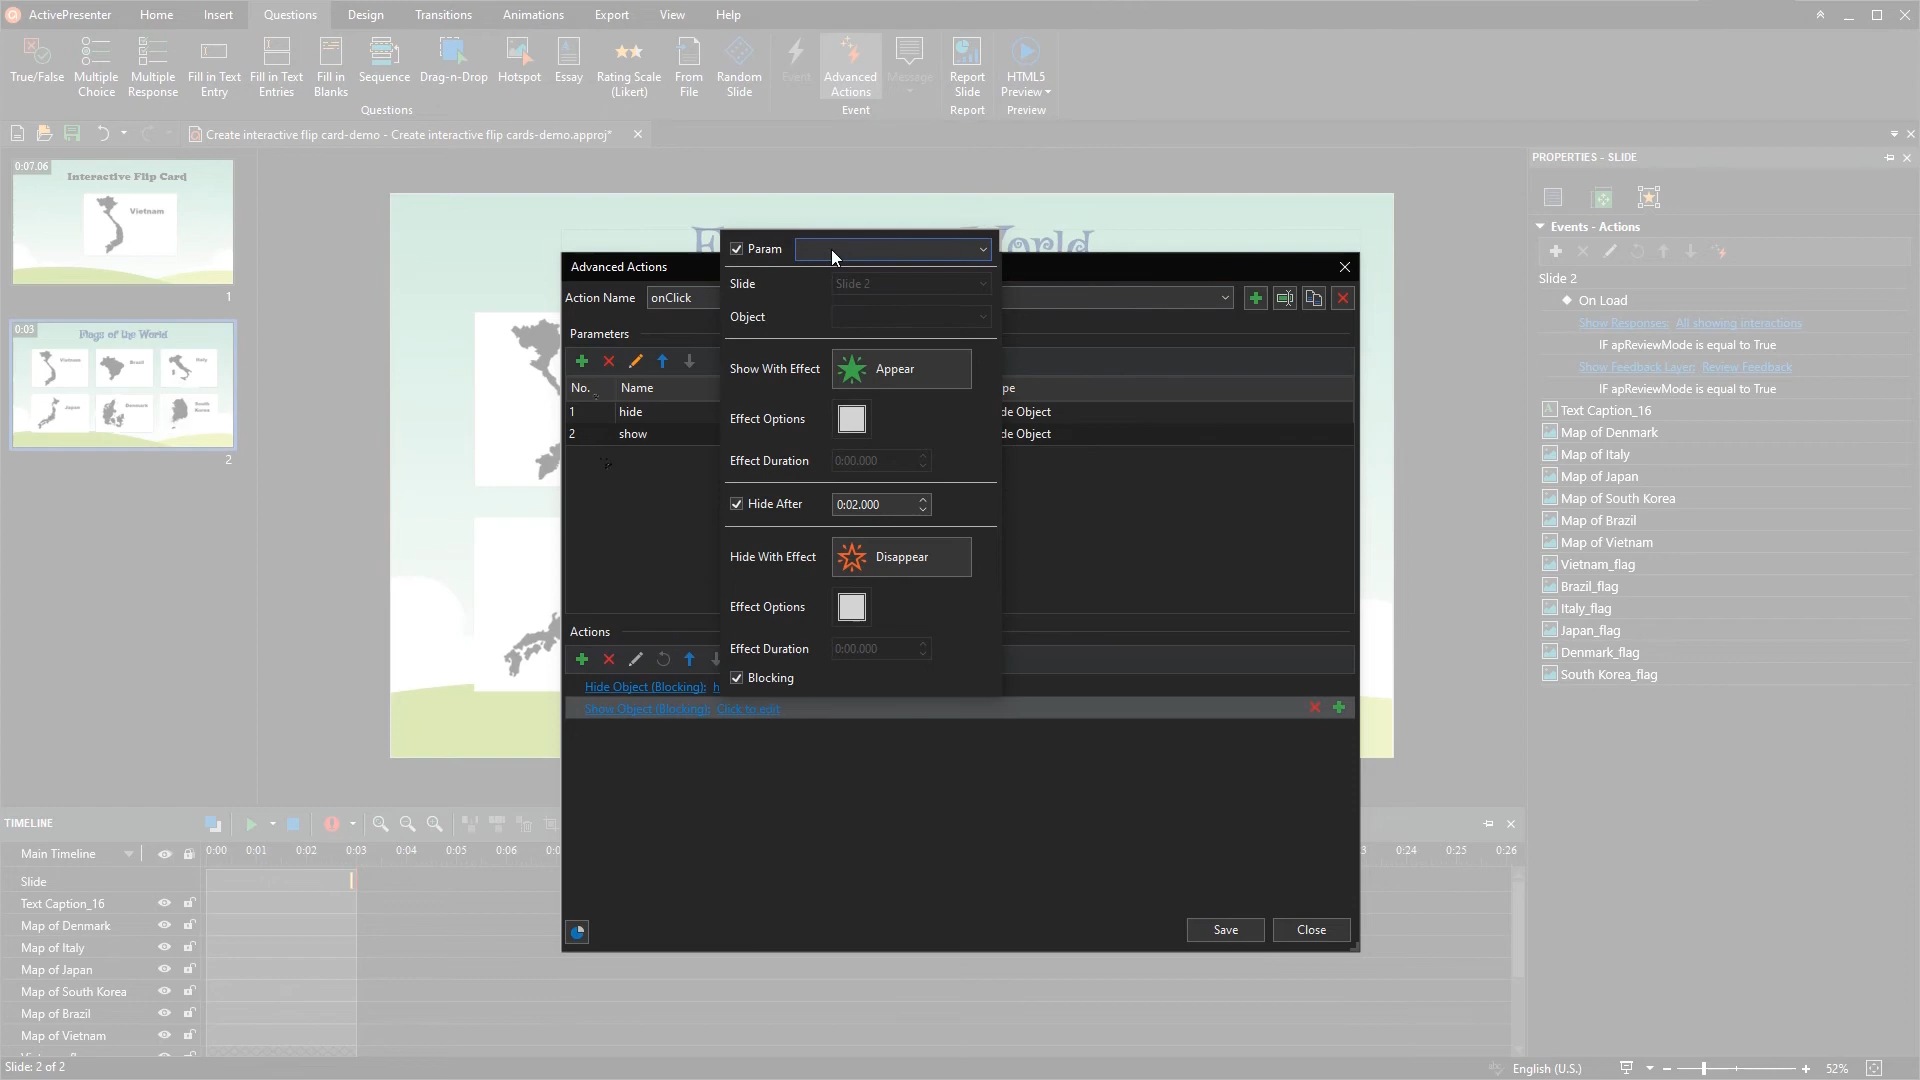 ActivePresenter
Home
Insert
Questions
Design
Transitions
Animations
Export
View
Help
True/False
Multiple Choice
Multiple Response
Fill in Text Entry
Fill in Text Entries
Fill in Blanks
Sequence
Drag-n-Drop
Hotspot
Essay
Rating Scale (Likert)
From File
Random Slide
Event
Advanced Actions
Message
Report Slide
HTML5 Preview
Questions
Event
Report
Preview
Create interactive flip card-demo - Create interactive flip cards-demo.approj*
0:07.06
Interactive Flip Card
Vietnam
1
0:03
Flags of the World
Vietnam
Brazil
Italy
Japan
Denmark
South Korea
2
World
Advanced Actions
Action Name
onClick
Parameters
No.
Name
1
hide
de Object
2
show
de Object
Param
Slide
Slide 2
Object
Show With Effect
Appear
Effect Options
Effect Duration
0:00.000
Hide After
0:02.000
Hide With Effect
Disappear
Effect Options
Effect Duration
0:00.000
Blocking
Actions
Hide Object (Blocking): h
Show Object (Blocking): Click to edit
Save
Close
PROPERTIES - SLIDE
Events - Actions
Slide 2
On Load
Show Responses: All showing interactions
IF apReviewMode is equal to True
Show Feedback Layer: Review Feedback
IF apReviewMode is equal to True
Text Caption_16
Map of Denmark
Map of Italy
Map of Japan
Map of South Korea
Map of Brazil
Map of Vietnam
Vietnam_flag
Brazil_flag
Italy_flag
Japan_flag
Denmark_flag
South Korea_flag
TIMELINE
Main Timeline
0:00 0:01 0:02 0:03 0:04 0:05 0:06 0:0
3 0:24 0:25 0:26
Slide
Text Caption_16
Map of Denmark
Map of Italy
Map of Japan
Map of South Korea
Map of Brazil
Map of Vietnam
Slide: 2 of 2
English (U.S.)
52%